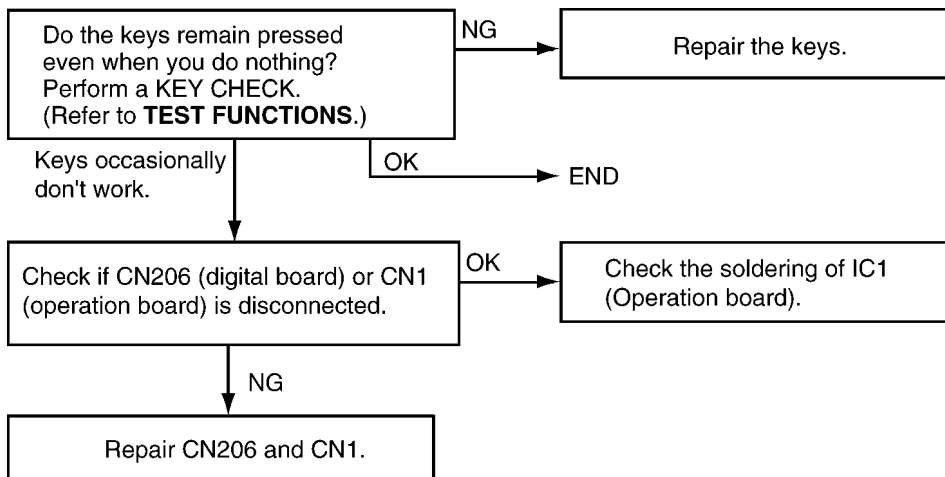 Do the keys remain pressed
even when you do nothing?
Perform a KEY CHECK.
(Refer to TEST FUNCTIONS.)
NG
Repair the keys.
Keys occasionally
don't work.
OK
END
Check if CN206 (digital board) or CN1
(operation board) is disconnected.
OK
Check the soldering of IC1
(Operation board).
NG
Repair CN206 and CN1.